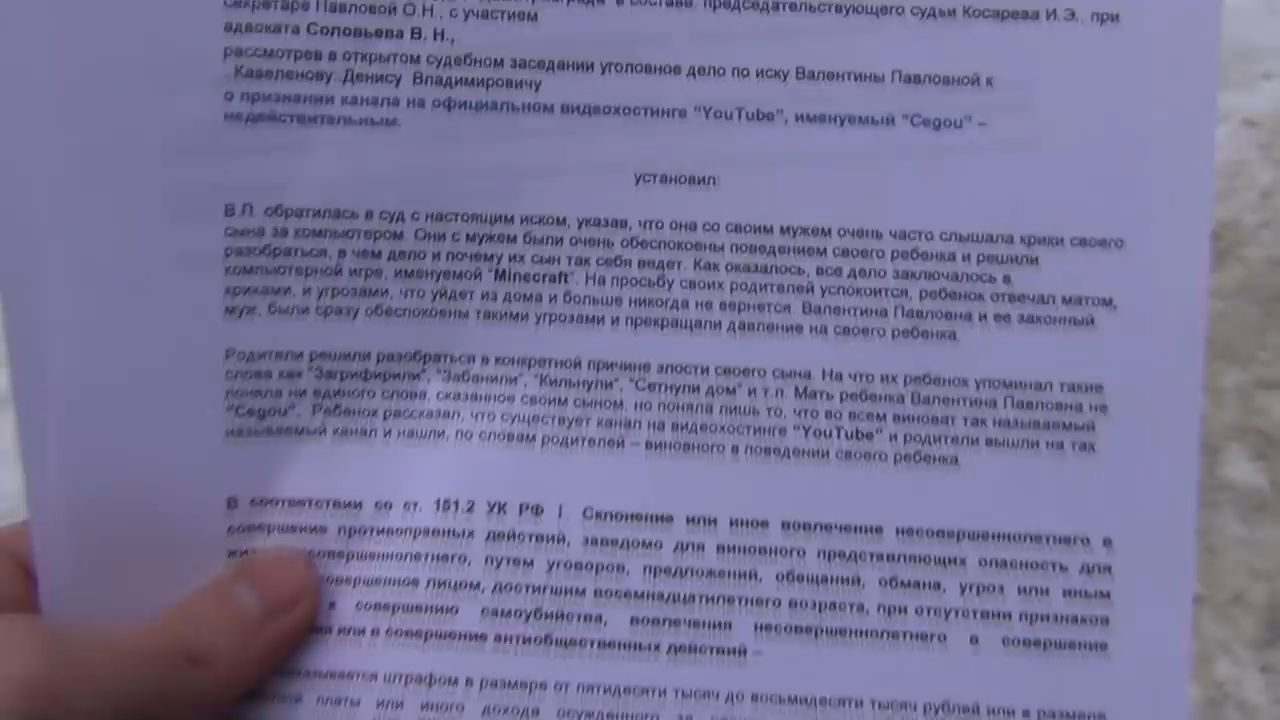 председательствующего судьи Косарева И.Э., при
секретаре Павловой О.Н., с участием
адвоката Соловьева В. Н.,
рассмотрев в открытом судебном заседании уголовное дело по иску Валентины Павловной к
Кавеленову Денису Владимировичу
о признании канала на официальном видеохостинге "YouTube", именуемый "Cegou" –
недействительным.
установил:
В.П. обратилась в суд с настоящим иском, указав, что она со своим мужем очень часто слышала крики своего
сына за компьютером. Они с мужем были очень обеспокоены поведением своего ребенка и решили
разобраться, в чем дело и почему их сын так себя ведет. Как оказалось, все дело заключалось в
компьютерной игре, именуемой "Minecraft". На просьбу своих родителей успокоится, ребенок отвечал матом,
криками, и угрозами, что уйдет из дома и больше никогда не вернется. Валентина Павловна и ее законный
муж, были сразу обеспокоены такими угрозами и прекращали давление на своего ребенка.
Родители решили разобраться в конкретной причине злости своего сына. На что их ребенок упоминал такие
слова как "Загрифирили", "Забанили", "Кильнули", "Сетнули дом" и т.п. Мать ребенка Валентина Павловна не
поняла ни единого слова, сказанное своим сыном, но поняла лишь то, что во всем виноват так называемый
"Cegou". Ребенок рассказал, что существует канал на видеохостинге "YouTube" и родители вышли на так
называемый канал и нашли, по словам родителей – виновного в поведении своего ребенка.
В соответствии со ст. 151.2 УК РФ | Склонение или иное вовлечение несовершеннолетнего в
совершение противоправных действий, заведомо для виновного представляющих опасность для
совершеннолетнего, путем уговоров, предложений, обещаний, обмана, угроз или иным
совершенное лицом, достигшим восемнадцатилетнего возраста, при отсутствии признаков
к совершению самоубийства, вовлечения несовершеннолетнего в совершение
или в совершение антиобщественных действий –
штрафом в размере от пятидесяти тысяч до восьмидесяти тысяч рублей или в размере
платы или иного дохода осужденного за